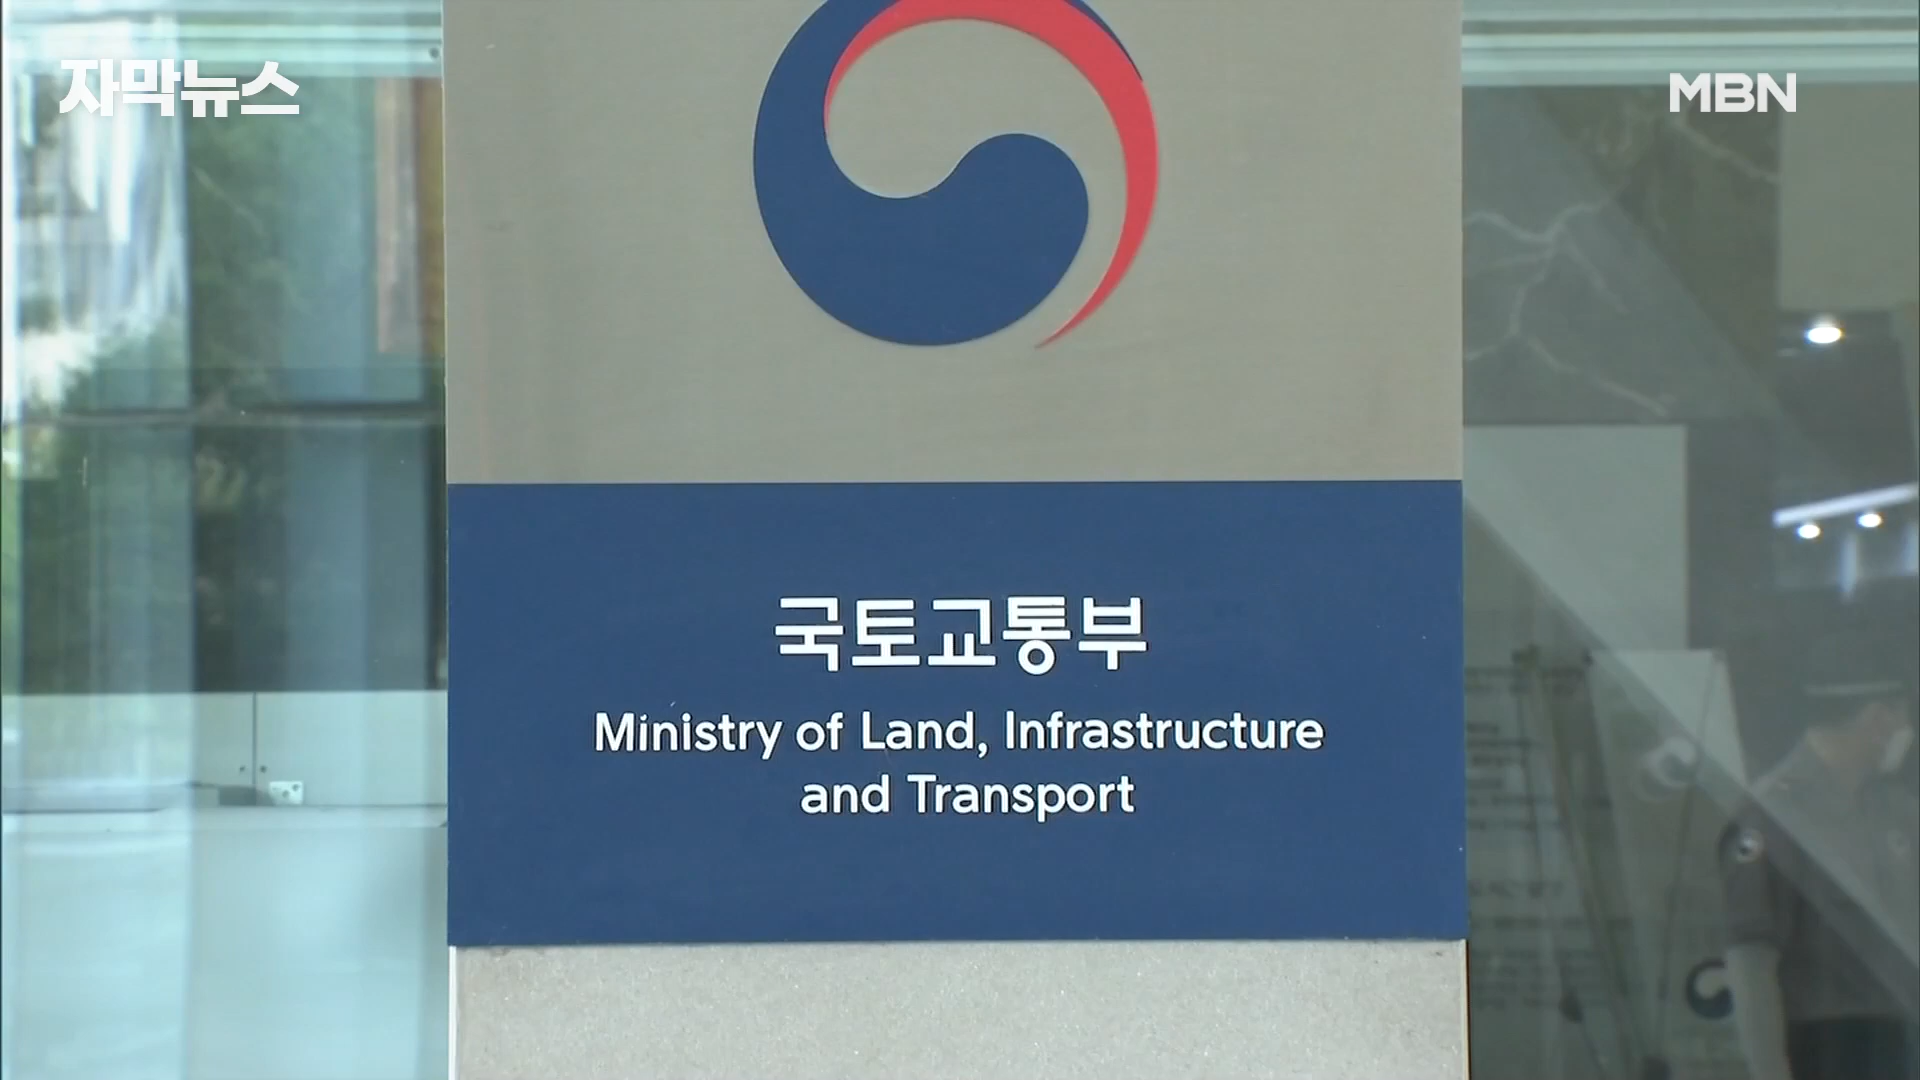 자막뉴스
MBN
국토교통부
Ministry of Land, Infrastructure
and Transport